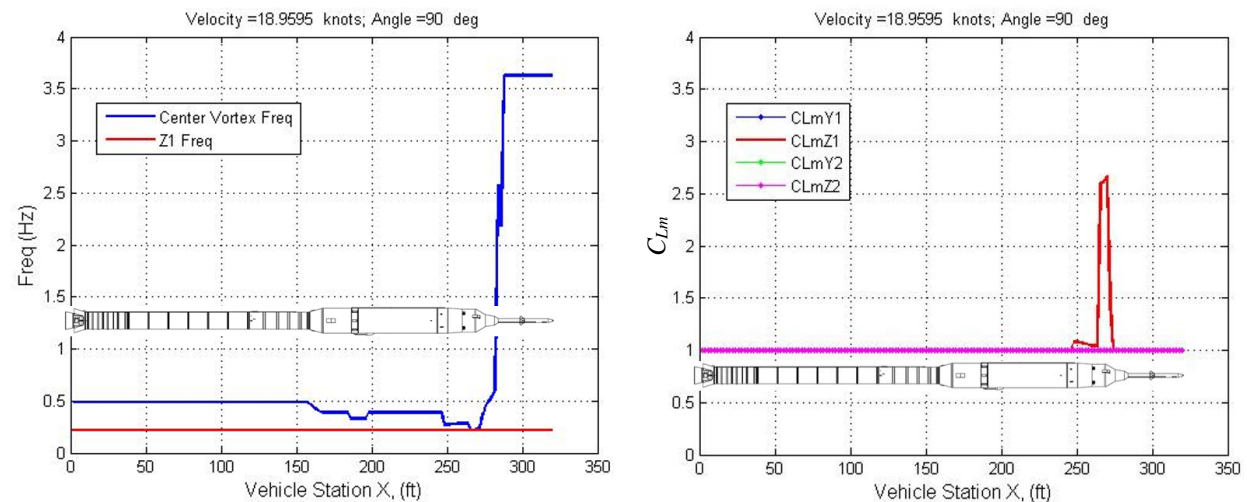 Velocity =18.9595 knots; Angle =90 deg
4
3.5
3
2.5
2
1.5
1
0.5
0
Freq (Hz)
Center Vortex Freq
Z1 Freq
0 50 100 150 200 250 300 350
Vehicle Station X, (ft)
Velocity =18.9595 knots; Angle =90 deg
4
3.5
3
2.5
2
1.5
1
0.5
0
CLm
CLmY1
CLmZ1
CLmY2
CLmZ2
0 50 100 150 200 250 300 350
Vehicle Station X, (ft)